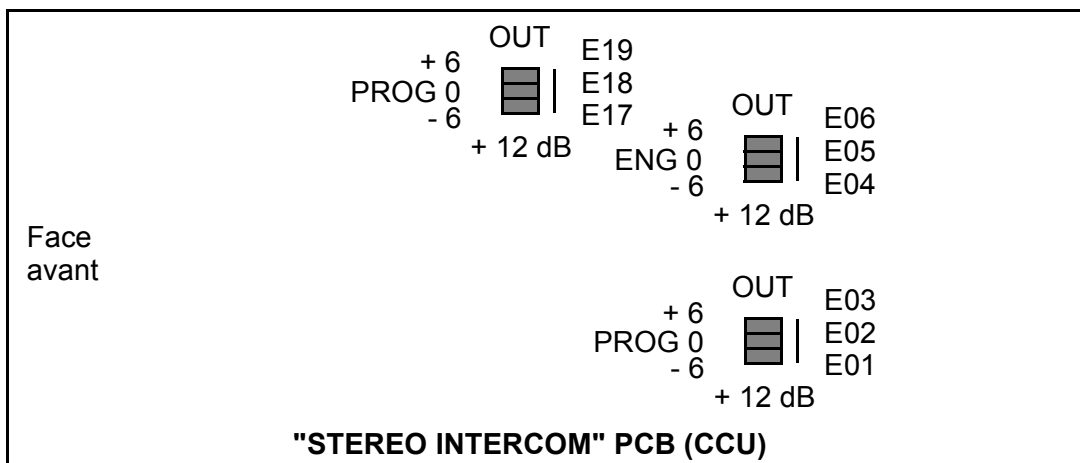 OUT
+ 6 E19
PROG 0 E18
- 6 E17
+ 12 dB
OUT
+ 6 E06
ENG 0 E05
- 6 E04
+ 12 dB
Face
avant
OUT
+ 6 E03
PROG 0 E02
- 6 E01
+ 12 dB
"STEREO INTERCOM" PCB (CCU)